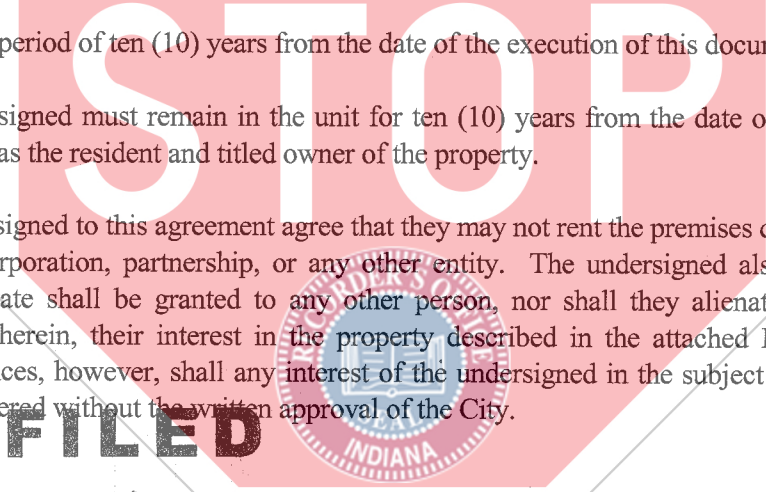 STOP
period of ten (10) years from the date of the execution of this docu
signed must remain in the unit for ten (10) years from the date o
as the resident and titled owner of the property.
signed to this agreement agree that they may not rent the premises
rporation, partnership, or any other entity. The undersigned als
ate shall be granted to any other person, nor shall they alienat
herein, their interest in the property described in the attached
ces, however, shall any interest of the undersigned in the subject
ered without the written approval of the City.
FILED
RECORDER'S OFFICE
SEAL
INDIANA